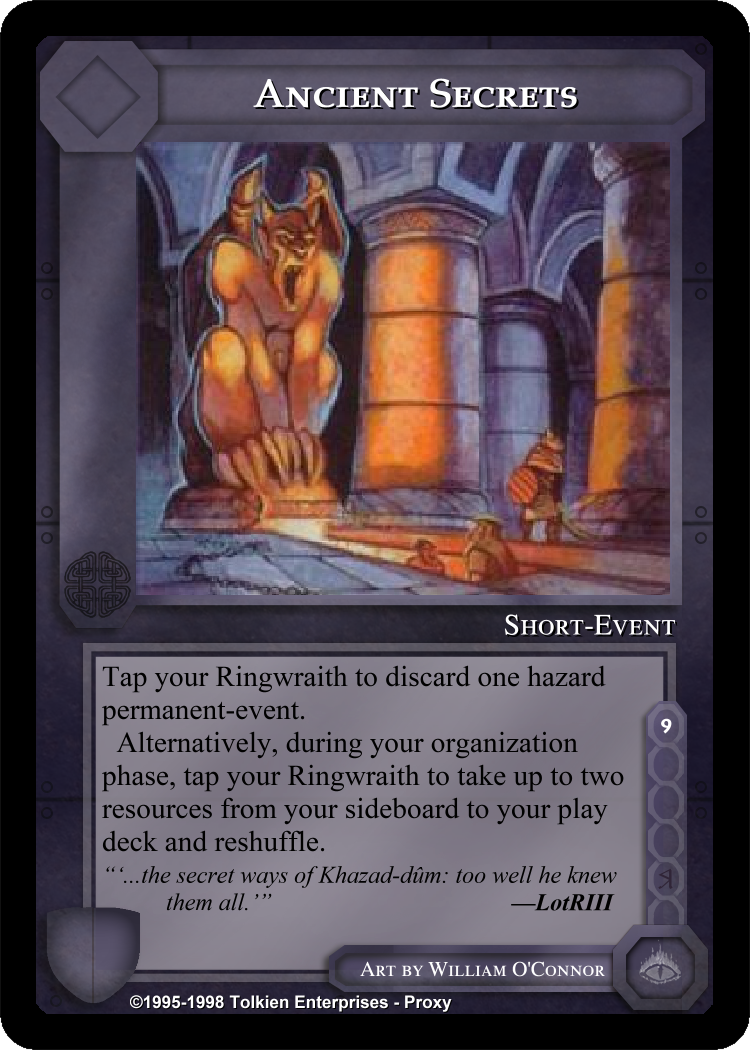 Ancient Secrets
Short-Event
Tap your Ringwraith to discard one hazard
permanent-event.
Alternatively, during your organization
phase, tap your Ringwraith to take up to two
resources from your sideboard to your play
deck and reshuffle.
9
“‘...the secret ways of Khazad-dûm: too well he knew
them all.’” —LotRIII
Art by William O'Connor
©1995-1998 Tolkien Enterprises - Proxy